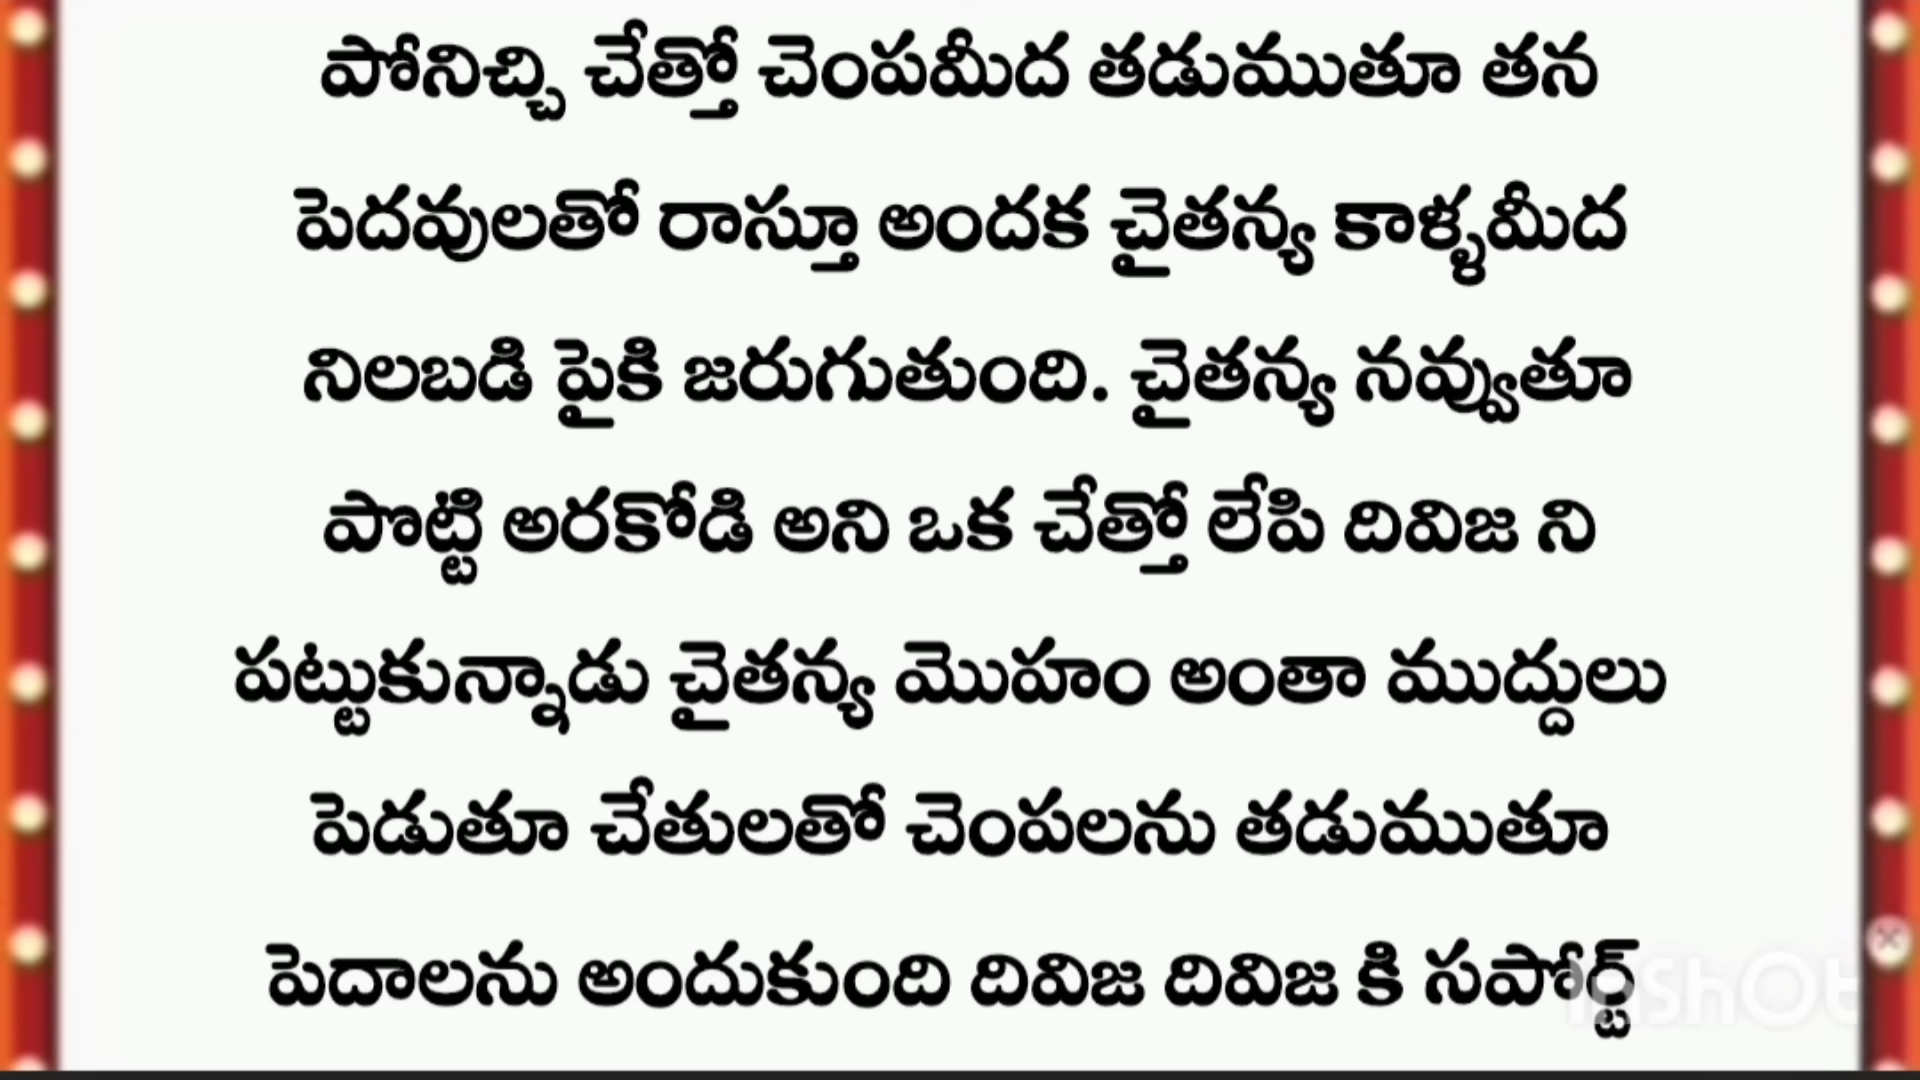 పోనిచ్చి చేత్తో చెంపమీద తడుముతూ తన
పెదవులతో రాస్తూ అందక చైతన్య కాళ్ళమీద
నిలబడి పైకి జరుగుతుంది. చైతన్య నవ్వుతూ
పొట్టి అరకోడి అని ఒక చేత్తో లేపి దివిజ ని
పట్టుకున్నాడు చైతన్య మొహం అంతా ముద్దులు
పెడుతూ చేతులతో చెంపలను తడుముతూ
పెదాలను అందుకుంది దివిజ దివిజ కి సపోర్ట్
InShOt